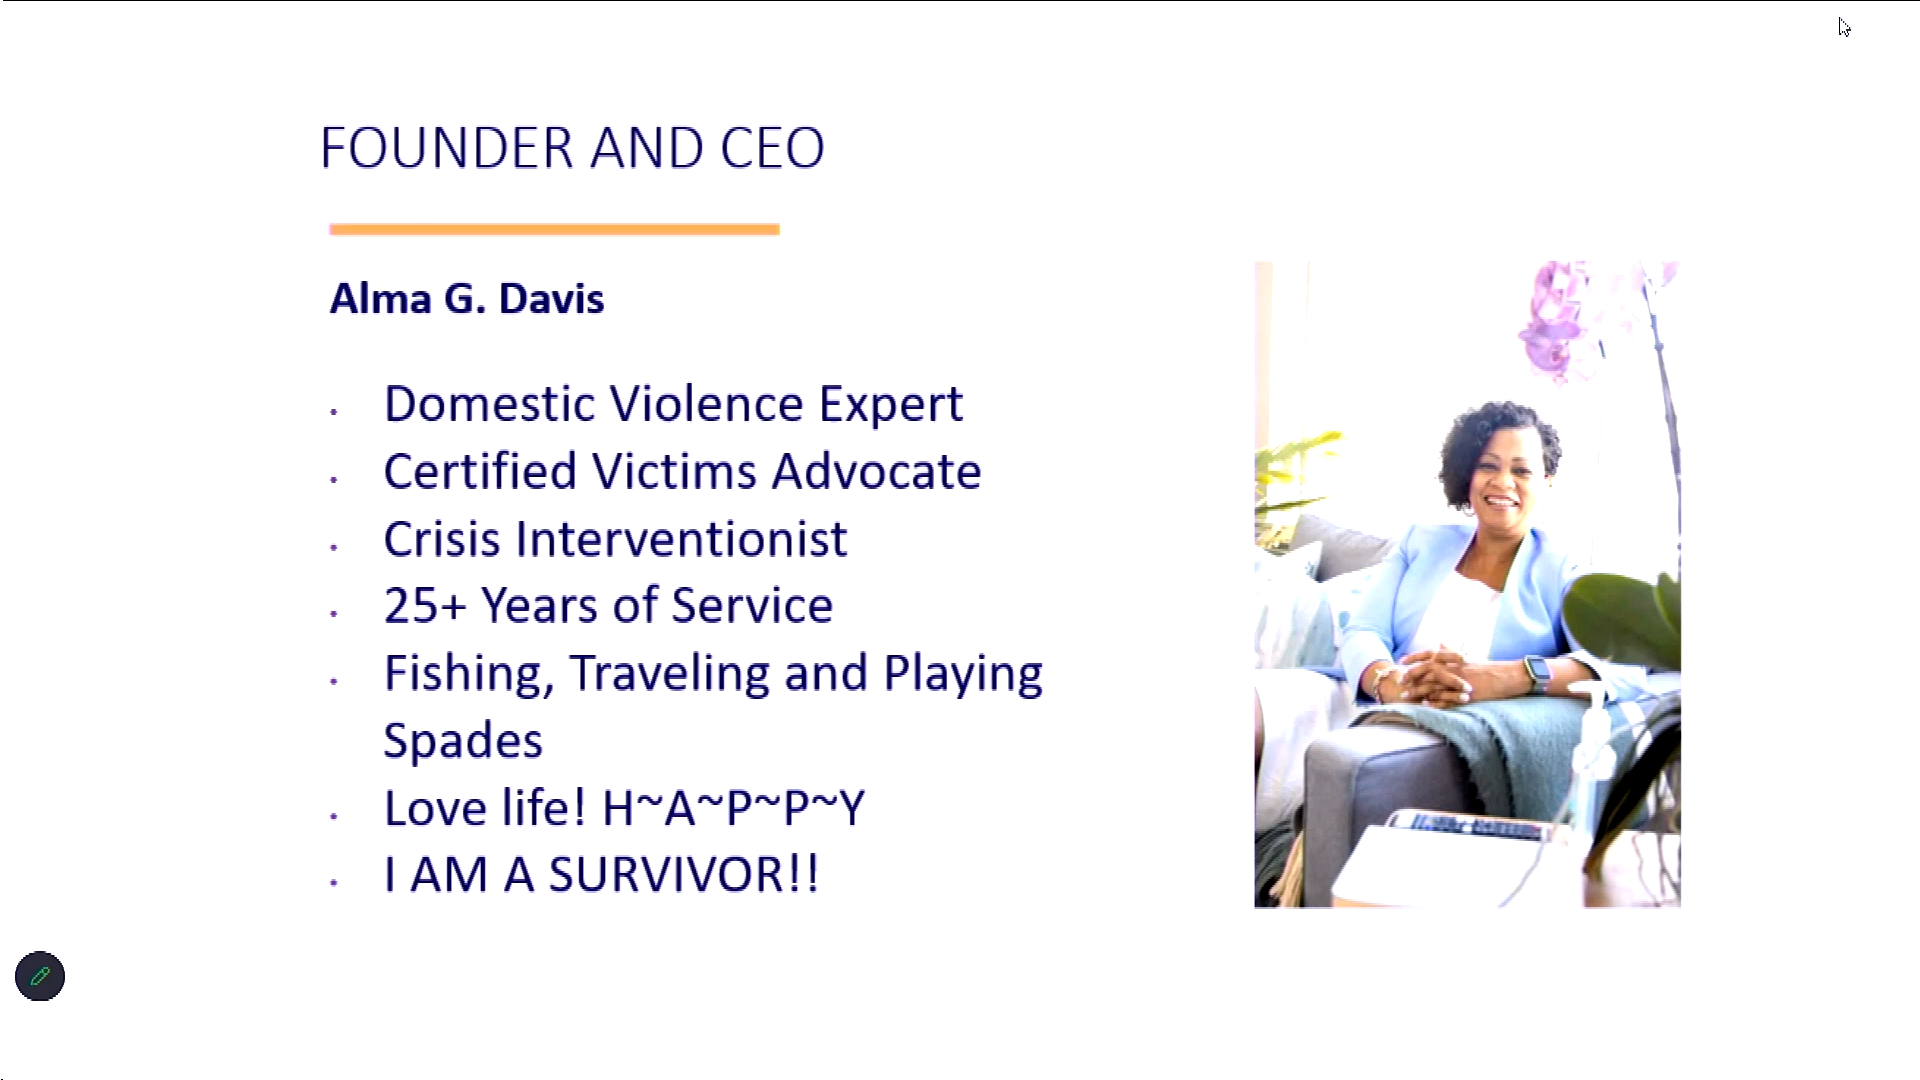 FOUNDER AND CEO
Alma G. Davis
• Domestic Violence Expert
• Certified Victims Advocate
• Crisis Interventionist
• 25+ Years of Service
• Fishing, Traveling and Playing
Spades
• Love life! H~A~P~P~Y
• I AM A SURVIVOR!!